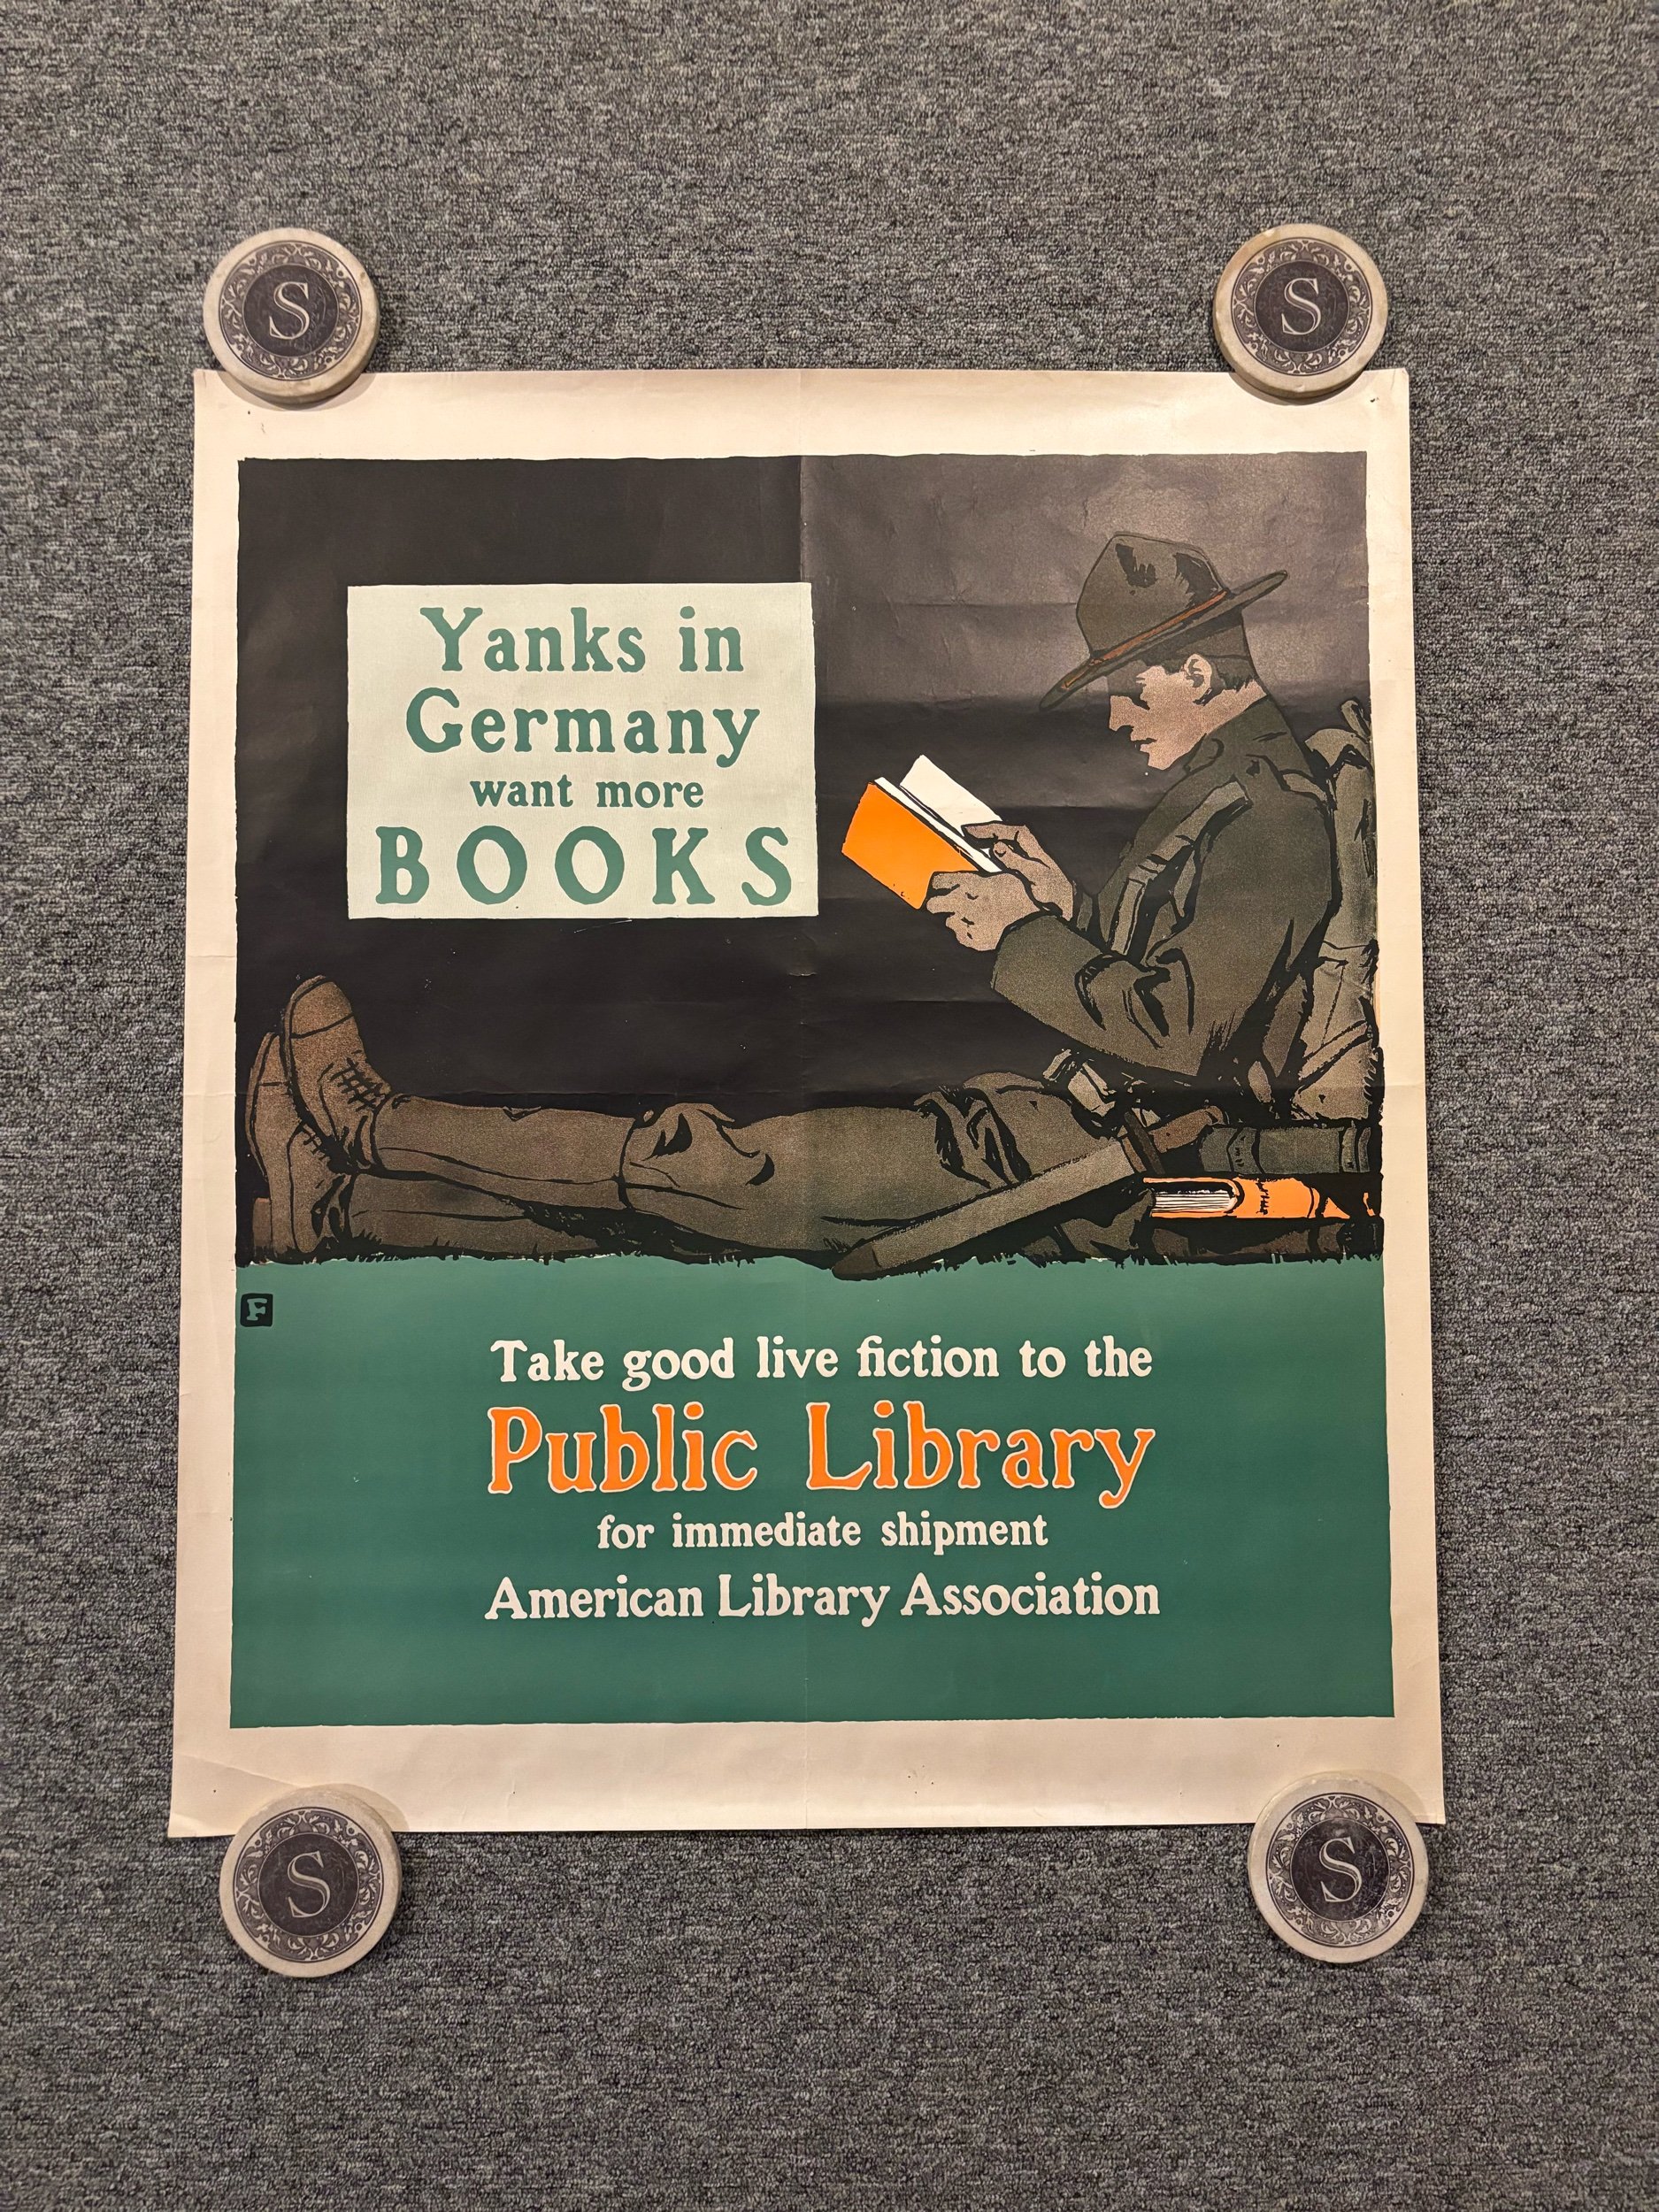 S
S
Yanks in
Germany
want more
BOOKS
F
Take good live fiction to the
Public Library
for immediate shipment
American Library Association
S
S